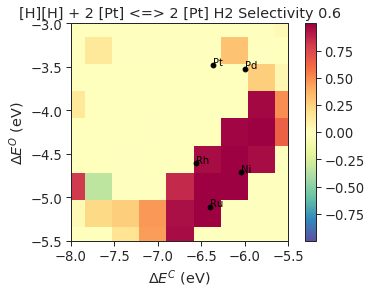 [H][H] + 2 [Pt] <=> 2 [Pt] H2 Selectivity 0.6
−3.0
−3.5
−4.0
−4.5
−5.0
−5.5
ΔE^O (eV)
Pt
Pd
Rh
Ni
Ru
−8.0 −7.5 −7.0 −6.5 −6.0 −5.5
ΔE^C (eV)
0.75
0.50
0.25
0.00
−0.25
−0.50
−0.75